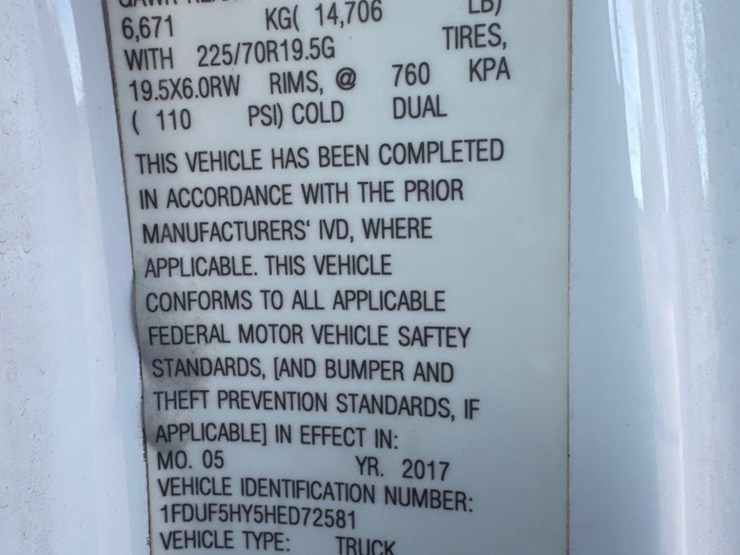 6,671 KG( 14,706 LB)
WITH 225/70R19.5G TIRES,
19.5X6.0RW RIMS, @ 760 KPA
( 110 PSI) COLD DUAL
THIS VEHICLE HAS BEEN COMPLETED
IN ACCORDANCE WITH THE PRIOR
MANUFACTURERS' IVD, WHERE
APPLICABLE. THIS VEHICLE
CONFORMS TO ALL APPLICABLE
FEDERAL MOTOR VEHICLE SAFTEY
STANDARDS, [AND BUMPER AND
THEFT PREVENTION STANDARDS, IF
APPLICABLE] IN EFFECT IN:
MO. 05 YR. 2017
VEHICLE IDENTIFICATION NUMBER:
1FDUF5HY5HED72581
VEHICLE TYPE: TRUCK